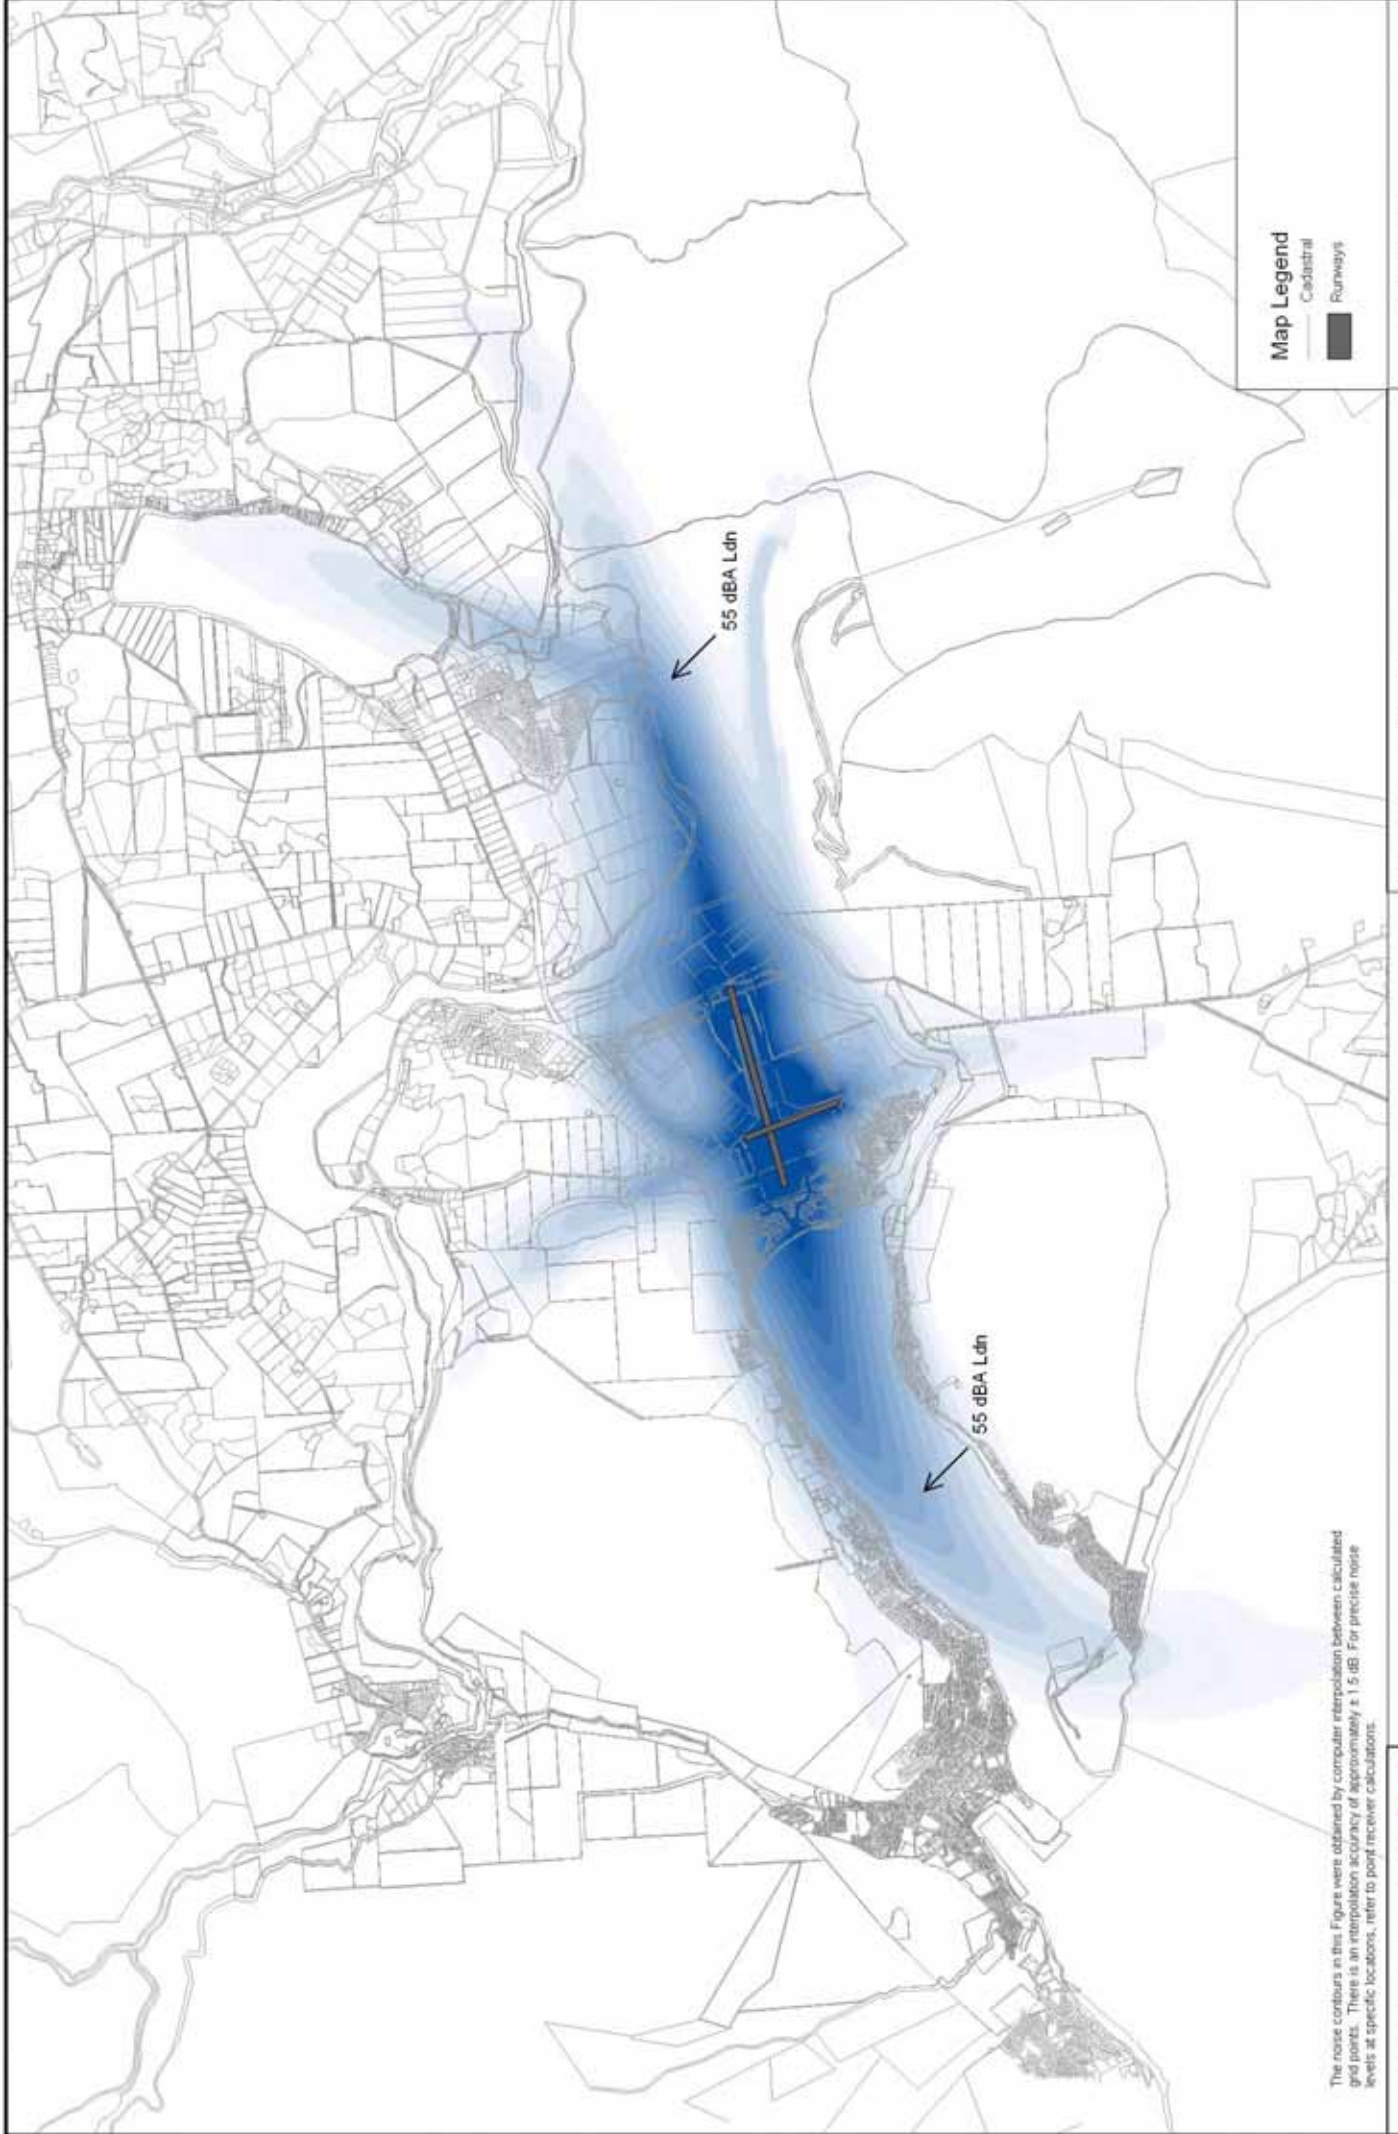 55 dBA Ldn
55 dBA Ldn
Map Legend
Cadastral
Runways
The noise contours in this Figure were obtained by computer interpolation between calculated
grid points. There is an interpolation accuracy of approximately ± 1.5 dB. For precise noise
levels at specific locations, refer to point receiver calculations.